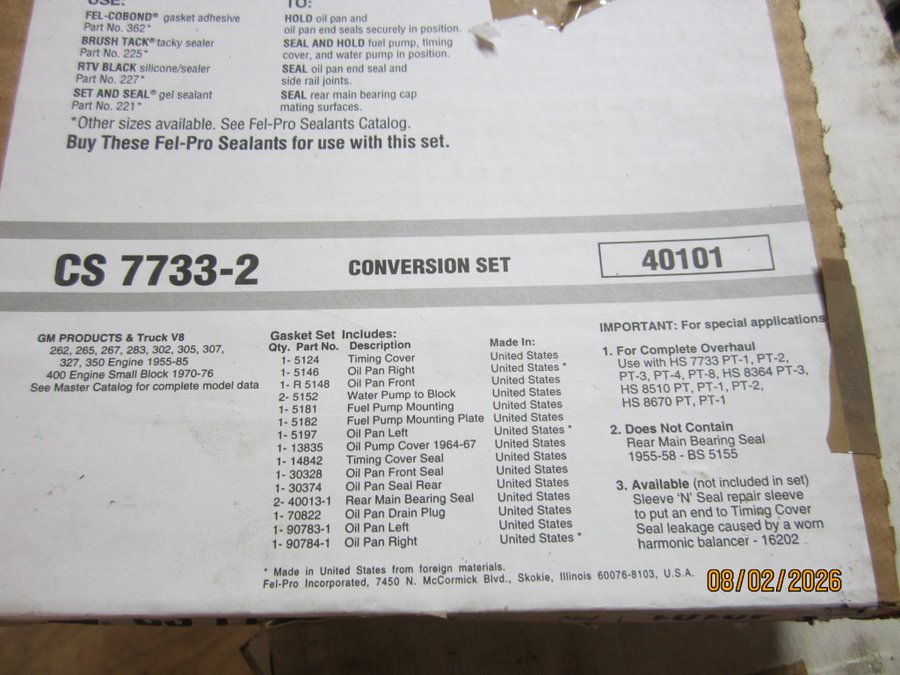 USE: TO:
FEL-COBOND® gasket adhesive
Part No. 362*
HOLD oil pan and
oil pan end seals securely in position.
BRUSH TACK® tacky sealer
Part No. 225*
SEAL AND HOLD fuel pump, timing
cover, and water pump in position.
RTV BLACK silicone/sealer
Part No. 227*
SEAL oil pan end seal and
side rail joints.
SET AND SEAL® gel sealant
Part No. 221*
SEAL rear main bearing cap
mating surfaces.
*Other sizes available. See Fel-Pro Sealants Catalog.
Buy These Fel-Pro Sealants for use with this set.
CS 7733-2 CONVERSION SET 40101
GM PRODUCTS & Truck V8
262, 265, 267, 283, 302, 305, 307,
327, 350 Engine 1955-85
400 Engine Small Block 1970-76
See Master Catalog for complete model data
Gasket Set Includes:
Qty. Part No. Description Made In:
1- 5124 Timing Cover United States
1- 5146 Oil Pan Right United States *
1- R 5148 Oil Pan Front United States
2- 5152 Water Pump to Block United States
1- 5181 Fuel Pump Mounting United States
1- 5182 Fuel Pump Mounting Plate United States
1- 5197 Oil Pan Left United States *
1- 13835 Oil Pump Cover 1964-67 United States
1- 14842 Timing Cover Seal United States
1- 30328 Oil Pan Front Seal United States
1- 30374 Oil Pan Seal Rear United States
2- 40013-1 Rear Main Bearing Seal United States
1- 70822 Oil Pan Drain Plug United States
1- 90783-1 Oil Pan Left United States
1- 90784-1 Oil Pan Right United States *
* Made in United States from foreign materials.
Fel-Pro Incorporated, 7450 N. McCormick Blvd., Skokie, Illinois 60076-8103, U.S.A.
IMPORTANT: For special applications
1. For Complete Overhaul
Use with HS 7733 PT-1, PT-2,
PT-3, PT-4, PT-8, HS 8364 PT-3,
HS 8510 PT, PT-1, PT-2,
HS 8670 PT, PT-1
2. Does Not Contain
Rear Main Bearing Seal
1955-58 - BS 5155
3. Available (not included in set)
Sleeve 'N' Seal repair sleeve
to put an end to Timing Cover
Seal leakage caused by a worn
harmonic balancer - 16202
08/02/2026